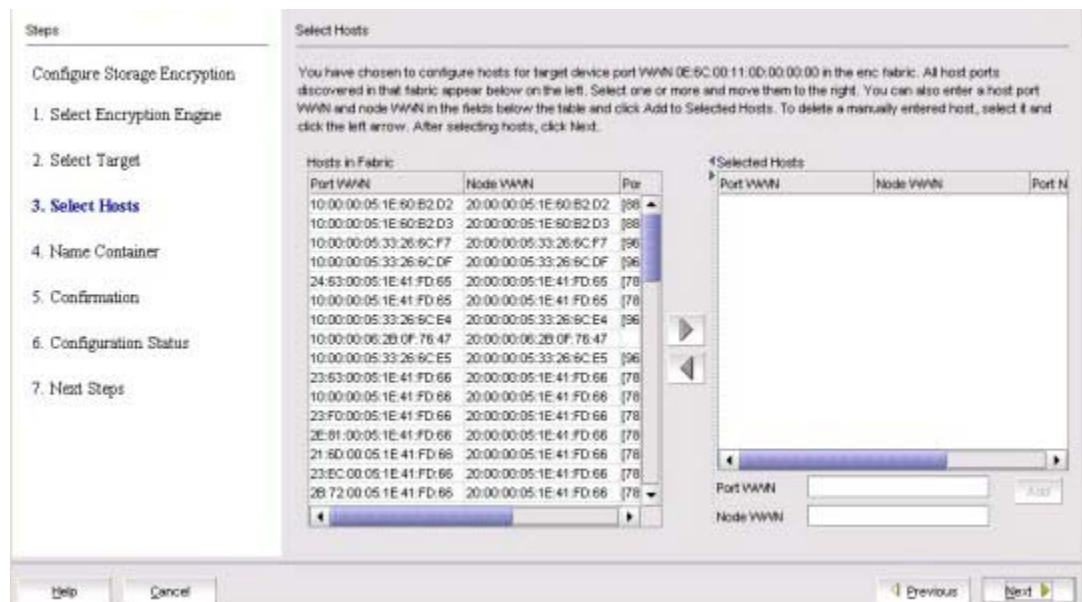 Steps
Configure Storage Encryption
1. Select Encryption Engine
2. Select Target
3. Select Hosts
4. Name Container
5. Confirmation
6. Configuration Status
7. Next Steps
Select Hosts
You have chosen to configure hosts for target device port WWN 0E:6C:00:11:0D:00:00:00 in the enc fabric. All host ports
discovered in that fabric appear below on the left. Select one or more and move them to the right. You can also enter a host port
WWN and node WWN in the fields below the table and click Add to Selected Hosts. To delete a manually entered host, select it and
click the left arrow. After selecting hosts, click Next.
Hosts in Fabric
Port WWN Node WWN Por
10:00:00:05:1E:60:B2:D2 20:00:00:05:1E:60:B2:D2 [88
10:00:00:05:1E:60:B2:D3 20:00:00:05:1E:60:B2:D3 [88
10:00:00:05:33:26:6C:F7 20:00:00:05:33:26:6C:F7 [96
10:00:00:05:33:26:6C:DF 20:00:00:05:33:26:6C:DF [96
24:63:00:05:1E:41:FD:65 20:00:00:05:1E:41:FD:65 [78
10:00:00:05:1E:41:FD:65 20:00:00:05:1E:41:FD:65 [78
10:00:00:05:33:26:6C:E4 20:00:00:05:33:26:6C:E4 [96
10:00:00:06:2B:0F:76:47 20:00:00:06:2B:0F:76:47
10:00:00:05:33:26:6C:E5 20:00:00:05:33:26:6C:E5 [96
23:63:00:05:1E:41:FD:66 20:00:00:05:1E:41:FD:66 [78
10:00:00:05:1E:41:FD:66 20:00:00:05:1E:41:FD:66 [78
23:F0:00:05:1E:41:FD:66 20:00:00:05:1E:41:FD:66 [78
2E:81:00:05:1E:41:FD:66 20:00:00:05:1E:41:FD:66 [78
21:6D:00:05:1E:41:FD:66 20:00:00:05:1E:41:FD:66 [78
23:EC:00:05:1E:41:FD:66 20:00:00:05:1E:41:FD:66 [78
2B:72:00:05:1E:41:FD:66 20:00:00:05:1E:41:FD:66 [78
Selected Hosts
Port WWN Node WWN Port N
Port WWN
Add
Node WWN
Help Cancel Previous Next